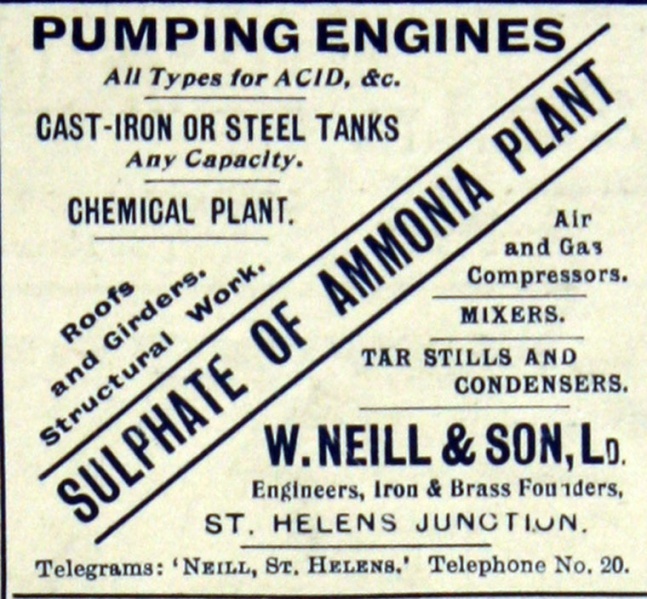 PUMPING ENGINES
All Types for ACID, &c.
CAST-IRON OR STEEL TANKS
Any Capacity.
CHEMICAL PLANT.
Roofs
and Girders.
Structural Work.
SULPHATE OF AMMONIA PLANT
Air
and Gas
Compressors.
MIXERS.
TAR STILLS AND
CONDENSERS.
W. NEILL & SON, LD.
Engineers, Iron & Brass Founders,
ST. HELENS JUNCTION.
Telegrams: 'NEILL, ST. HELENS.' Telephone No. 20.